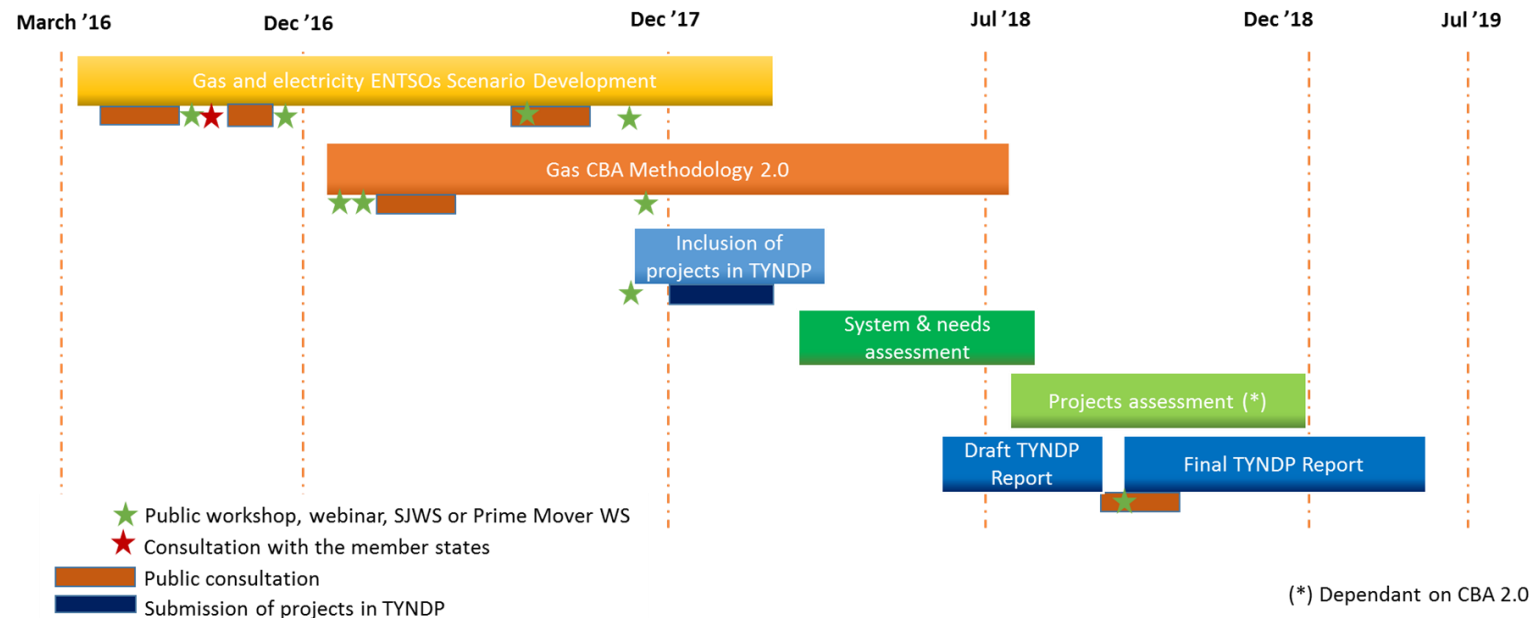 March ’16
Dec ’16
Dec ’17
Jul ’18
Dec ’18
Jul ’19
Gas and electricity ENTSOs Scenario Development
Gas CBA Methodology 2.0
Inclusion of
projects in TYNDP
System & needs
assessment
Projects assessment (*)
Draft TYNDP
Report
Final TYNDP Report
Public workshop, webinar, SJWS or Prime Mover WS
Consultation with the member states
Public consultation
Submission of projects in TYNDP
(*) Dependant on CBA 2.0